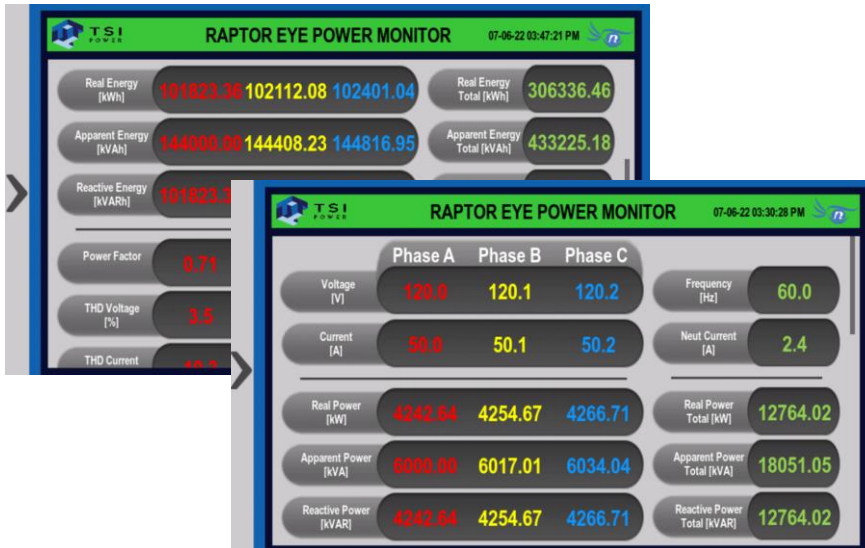 TSI POWER RAPTOR EYE POWER MONITOR 07-06-22 03:47:21 PM n
Real Energy [kWh] 101823.36 102112.08 102401.04 Real Energy Total [kWh] 306336.46
Apparent Energy [kVAh] 144000.00 144408.23 144816.95 Apparent Energy Total [kVAh] 433225.18
Reactive Energy [kVARh] 101823.3
Power Factor 0.71
THD Voltage [%] 3.5
THD Current
TSI POWER RAPTOR EYE POWER MONITOR 07-06-22 03:30:28 PM n
Phase A Phase B Phase C
Voltage [V] 120.0 120.1 120.2 Frequency [Hz] 60.0
Current [A] 50.0 50.1 50.2 Neut Current [A] 2.4
Real Power [kW] 4242.64 4254.67 4266.71 Real Power Total [kW] 12764.02
Apparent Power [kVA] 6000.00 6017.01 6034.04 Apparent Power Total [kVA] 18051.05
Reactive Power [kVAR] 4242.64 4254.67 4266.71 Reactive Power Total [kVAR] 12764.02